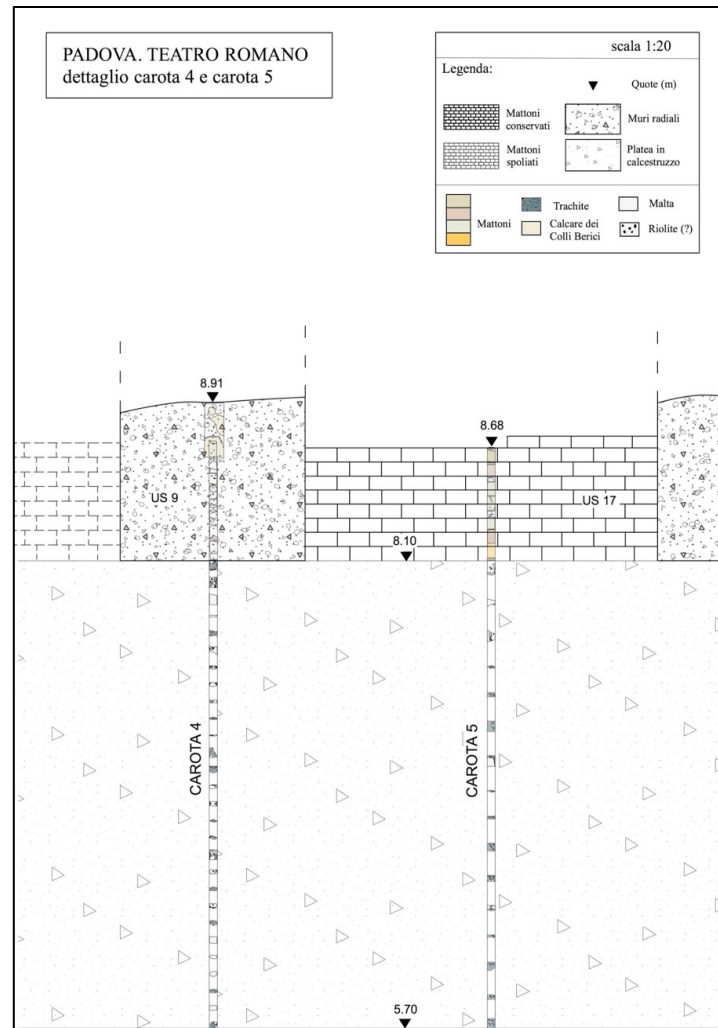 PADOVA. TEATRO ROMANO
dettaglio carota 4 e carota 5
scala 1:20
Legenda:
Quote (m)
Mattoni
conservati
Muri radiali
Mattoni
spoliati
Platea in
calcestruzzo
Mattoni
Trachite
Malta
Calcare dei
Colli Berici
Riolite (?)
8.91
8.68
US 9
US 17
8.10
CAROTA 4
CAROTA 5
5.70